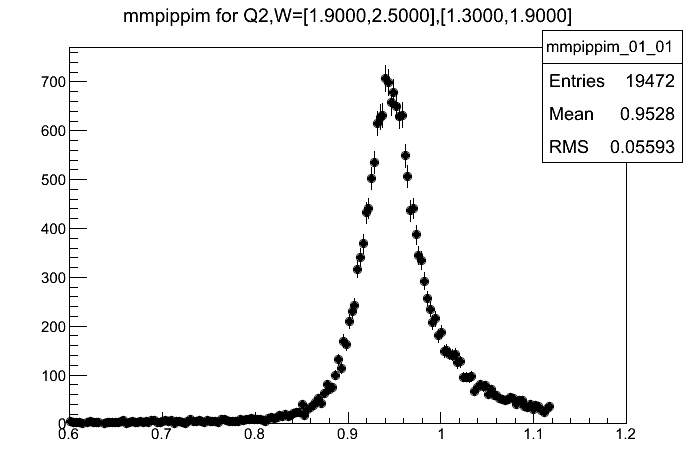 mmpippim for Q2,W=[1.9000,2.5000],[1.3000,1.9000]
mmpippim_01_01
Entries 19472
Mean 0.9528
RMS 0.05593
700
600
500
400
300
200
100
0
0.6 0.7 0.8 0.9 1 1.1 1.2